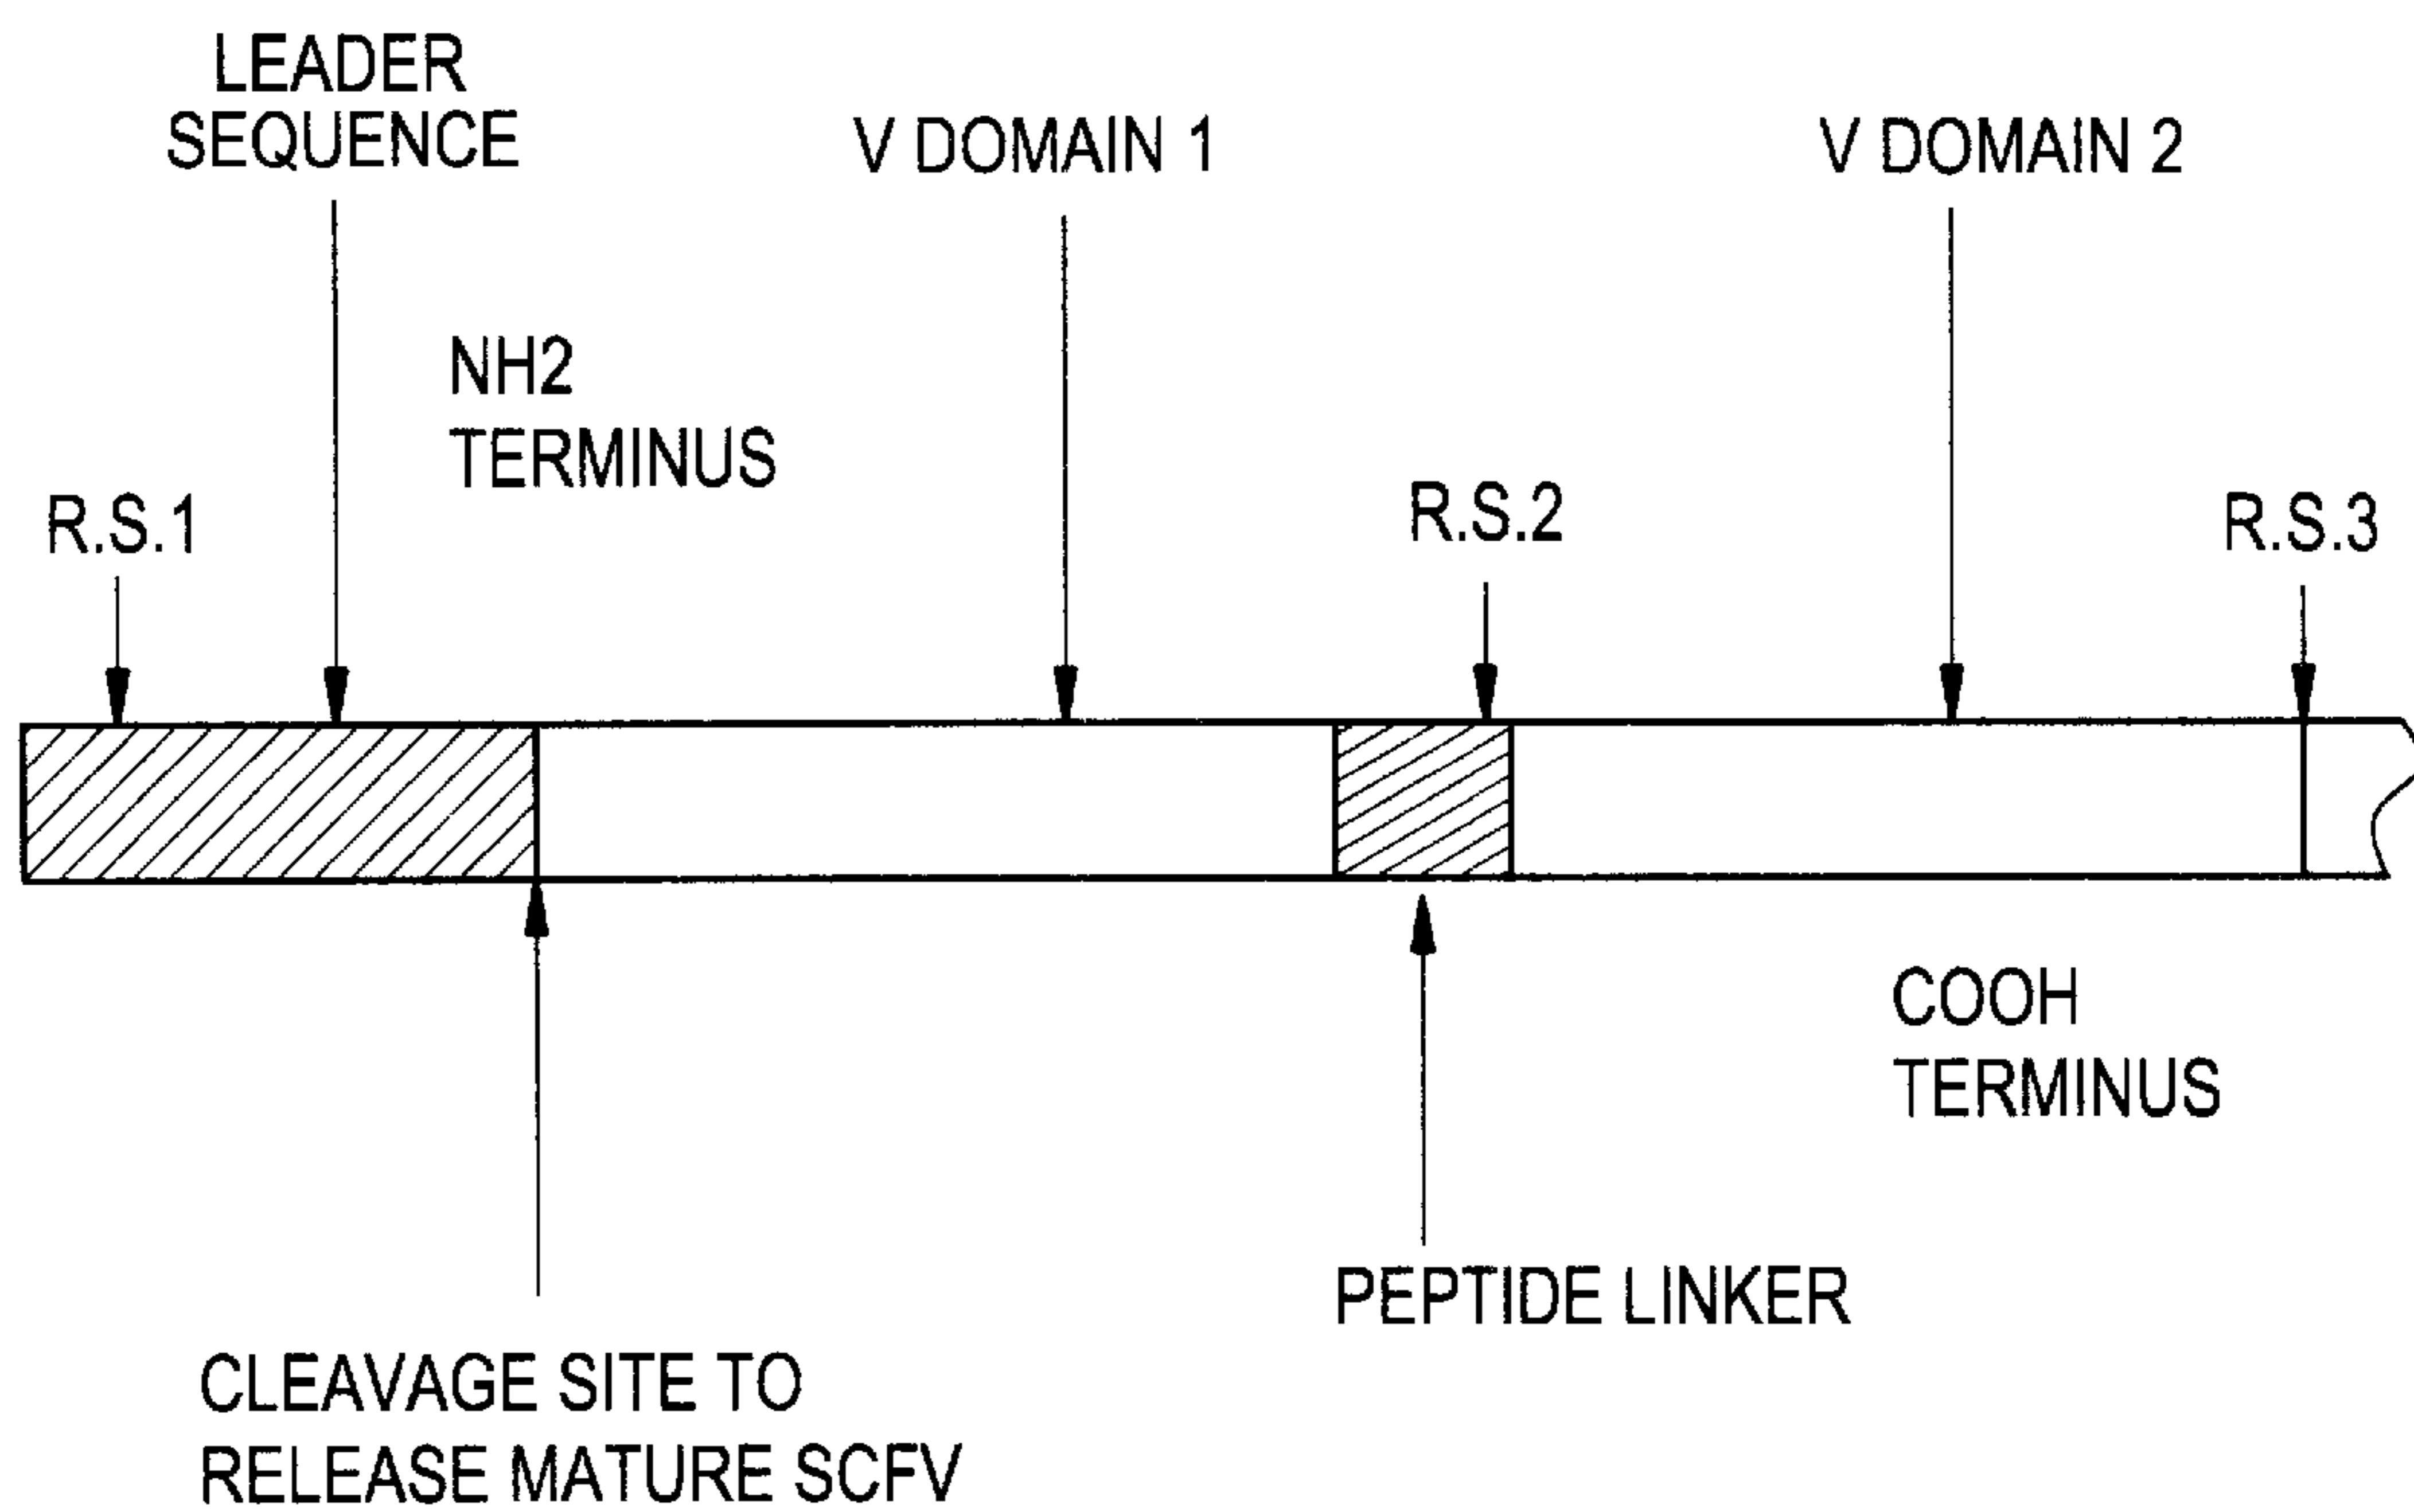 LEADER
SEQUENCE
V DOMAIN 1
V DOMAIN 2
NH2
TERMINUS
R.S.1
R.S.2
R.S.3
COOH
TERMINUS
PEPTIDE LINKER
CLEAVAGE SITE TO
RELEASE MATURE SCFV